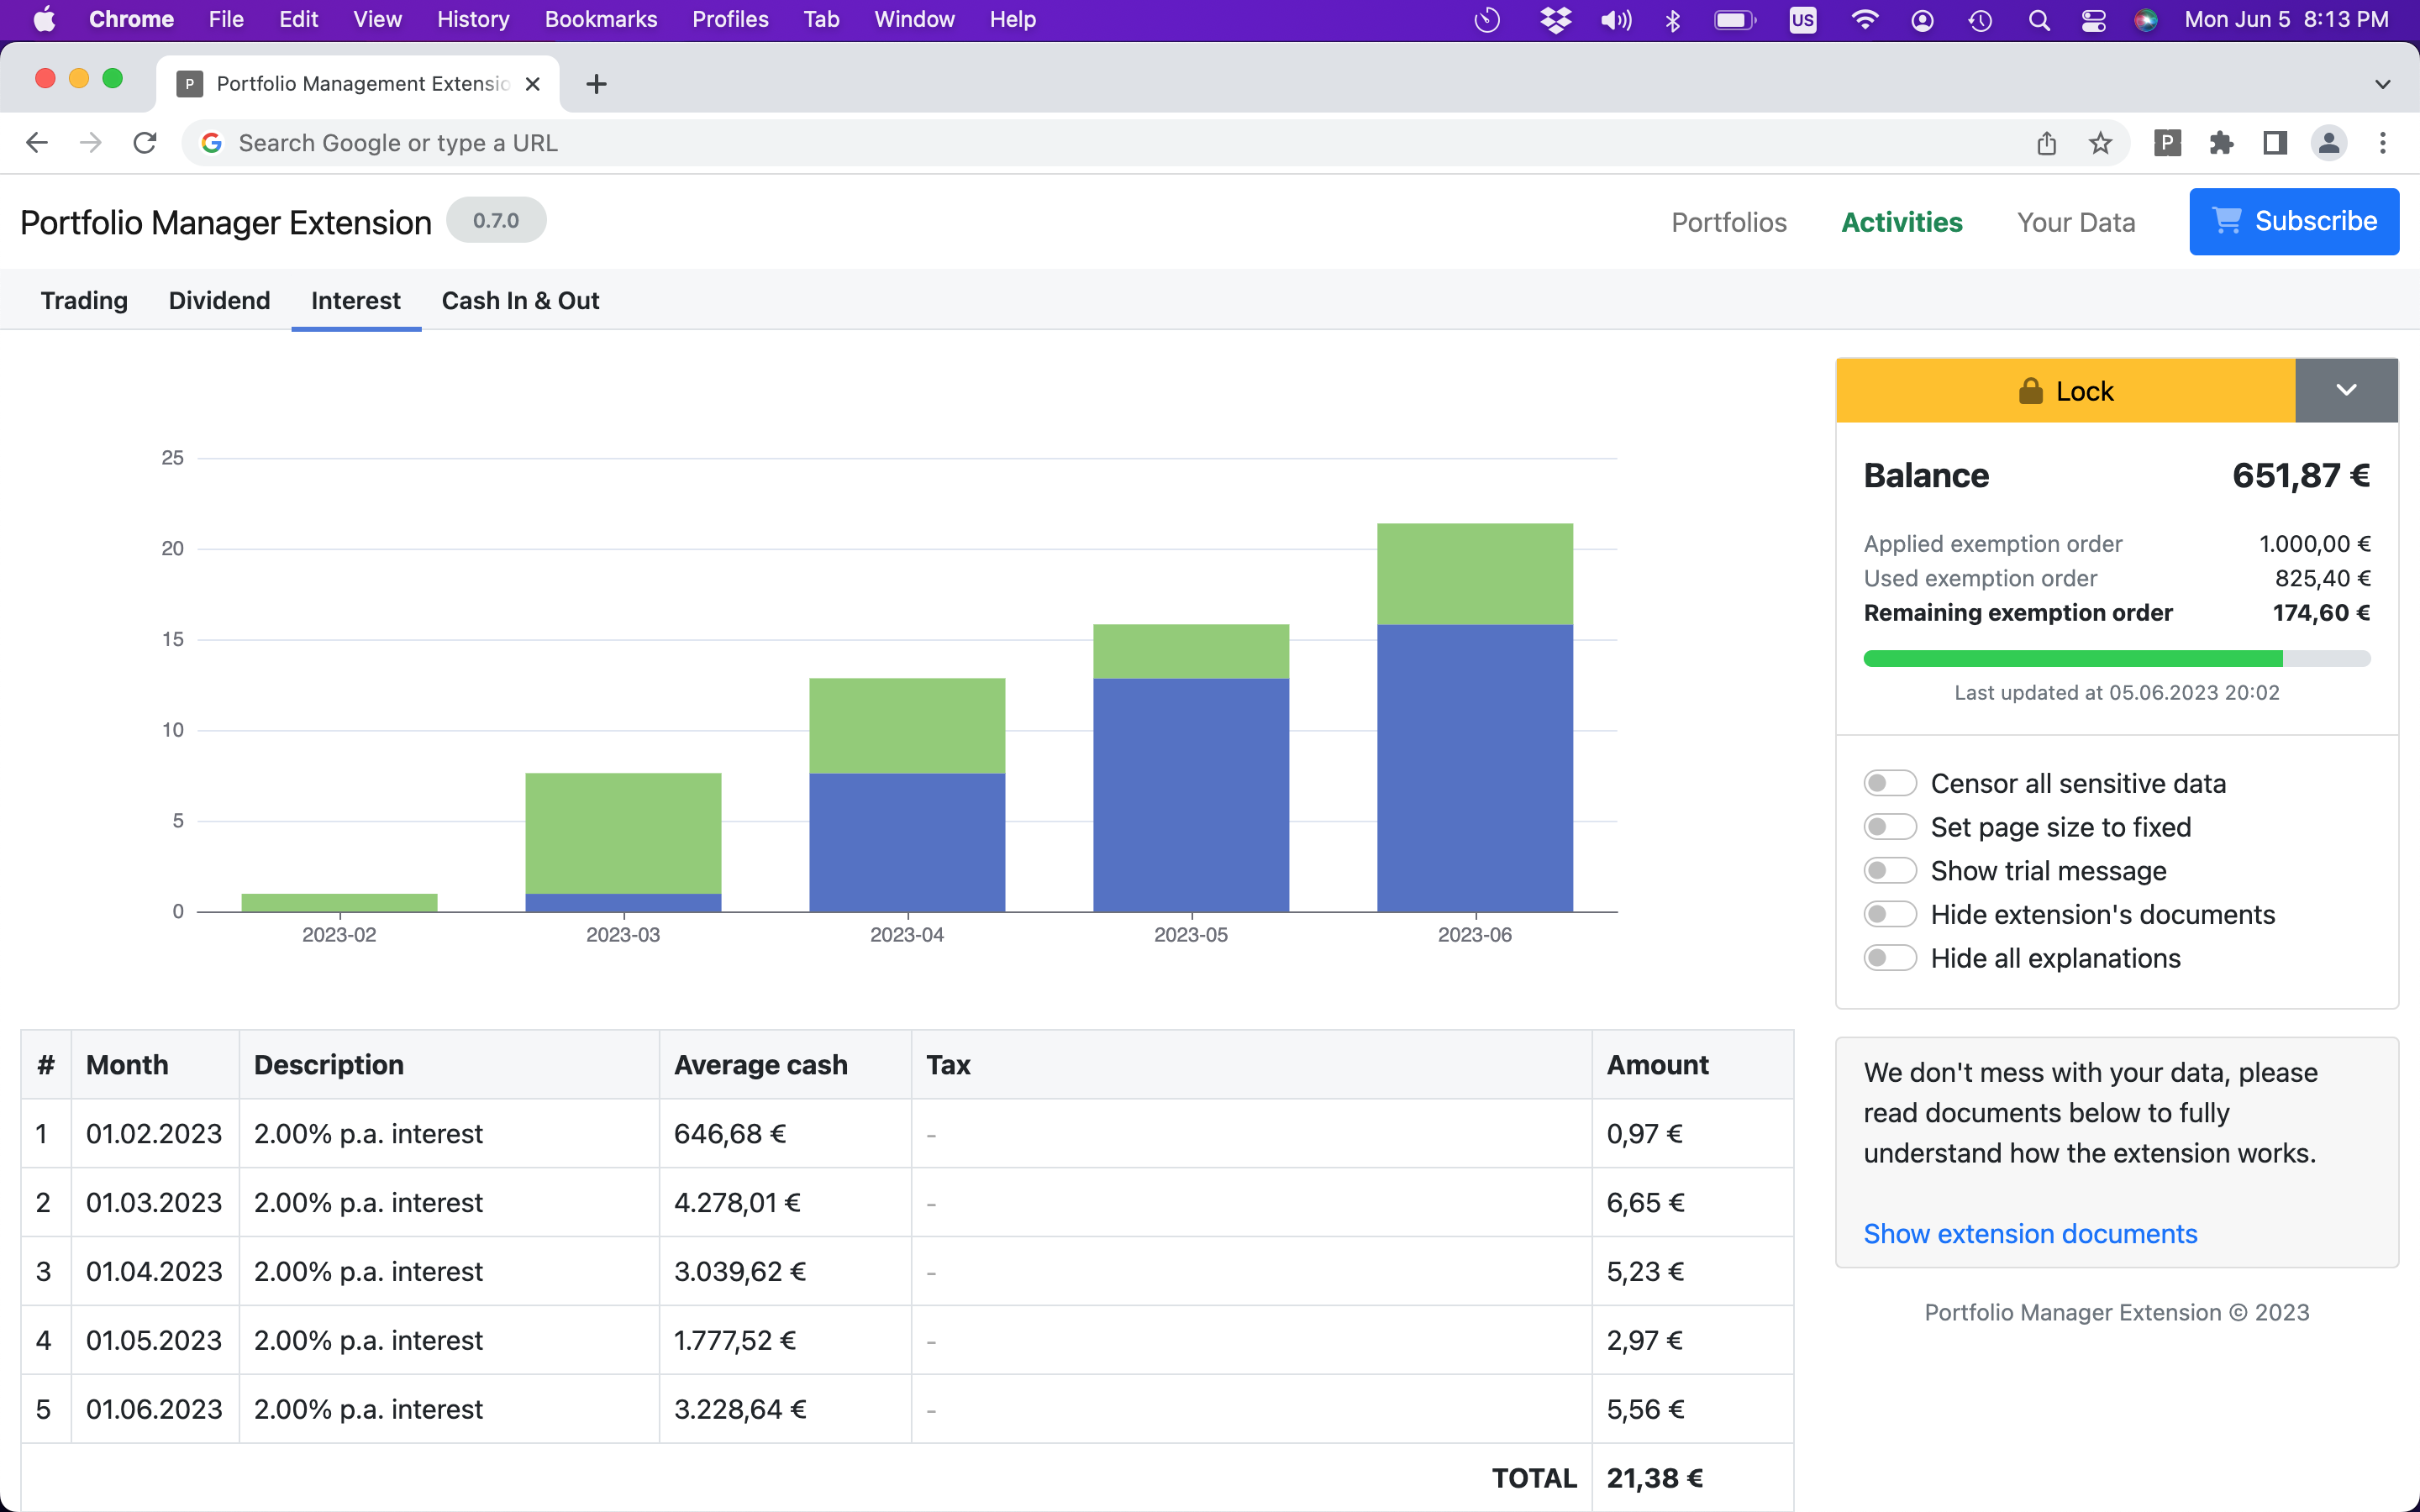 Chrome File Edit View History Bookmarks Profiles Tab Window Help US Mon Jun 5 8:13 PM
P Portfolio Management Extensio
Search Google or type a URL P
Portfolio Manager Extension 0.7.0 Portfolios Activities Your Data Subscribe
Trading Dividend Interest Cash In & Out
25
20
15
10
5
0
2023-02 2023-03 2023-04 2023-05 2023-06
# Month Description Average cash Tax Amount
1 01.02.2023 2.00% p.a. interest 646,68 € - 0,97 €
2 01.03.2023 2.00% p.a. interest 4.278,01 € - 6,65 €
3 01.04.2023 2.00% p.a. interest 3.039,62 € - 5,23 €
4 01.05.2023 2.00% p.a. interest 1.777,52 € - 2,97 €
5 01.06.2023 2.00% p.a. interest 3.228,64 € - 5,56 €
TOTAL 21,38 €
Lock
Balance 651,87 €
Applied exemption order 1.000,00 €
Used exemption order 825,40 €
Remaining exemption order 174,60 €
Last updated at 05.06.2023 20:02
Censor all sensitive data
Set page size to fixed
Show trial message
Hide extension's documents
Hide all explanations
We don't mess with your data, please
read documents below to fully
understand how the extension works.
Show extension documents
Portfolio Manager Extension © 2023